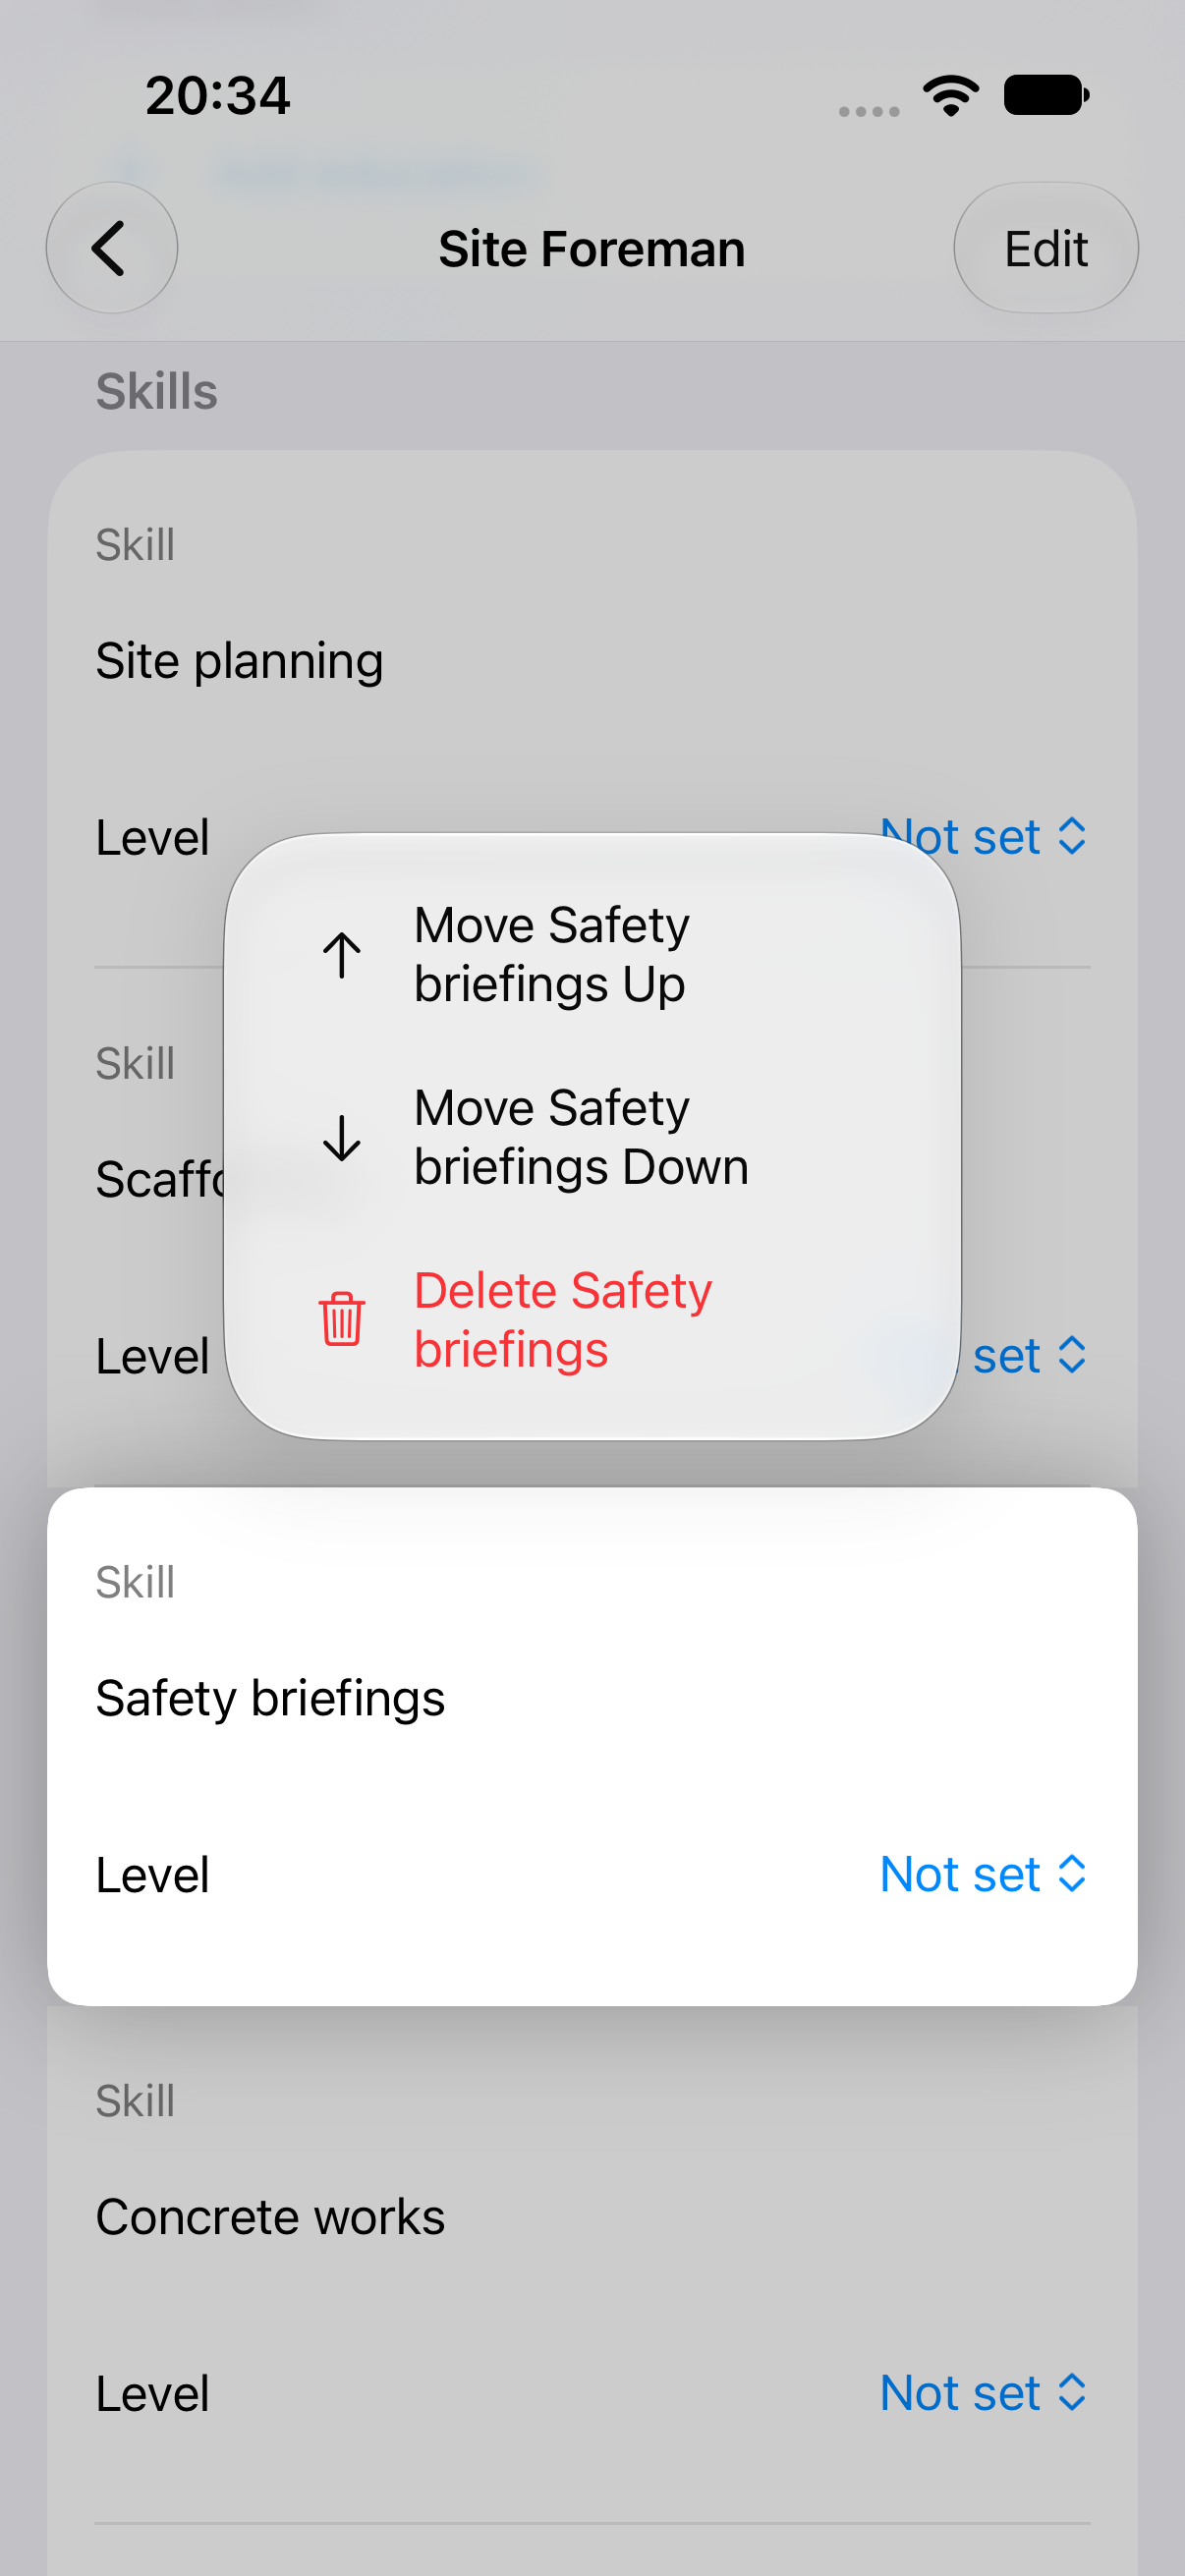 20:34
Site Foreman
Edit
Skills
Skill
Site planning
Level
Not set
Move Safety
briefings Up
Skill
Move Safety
briefings Down
Delete Safety
briefings
Level
set
Skill
Safety briefings
Level
Not set
Skill
Concrete works
Level
Not set